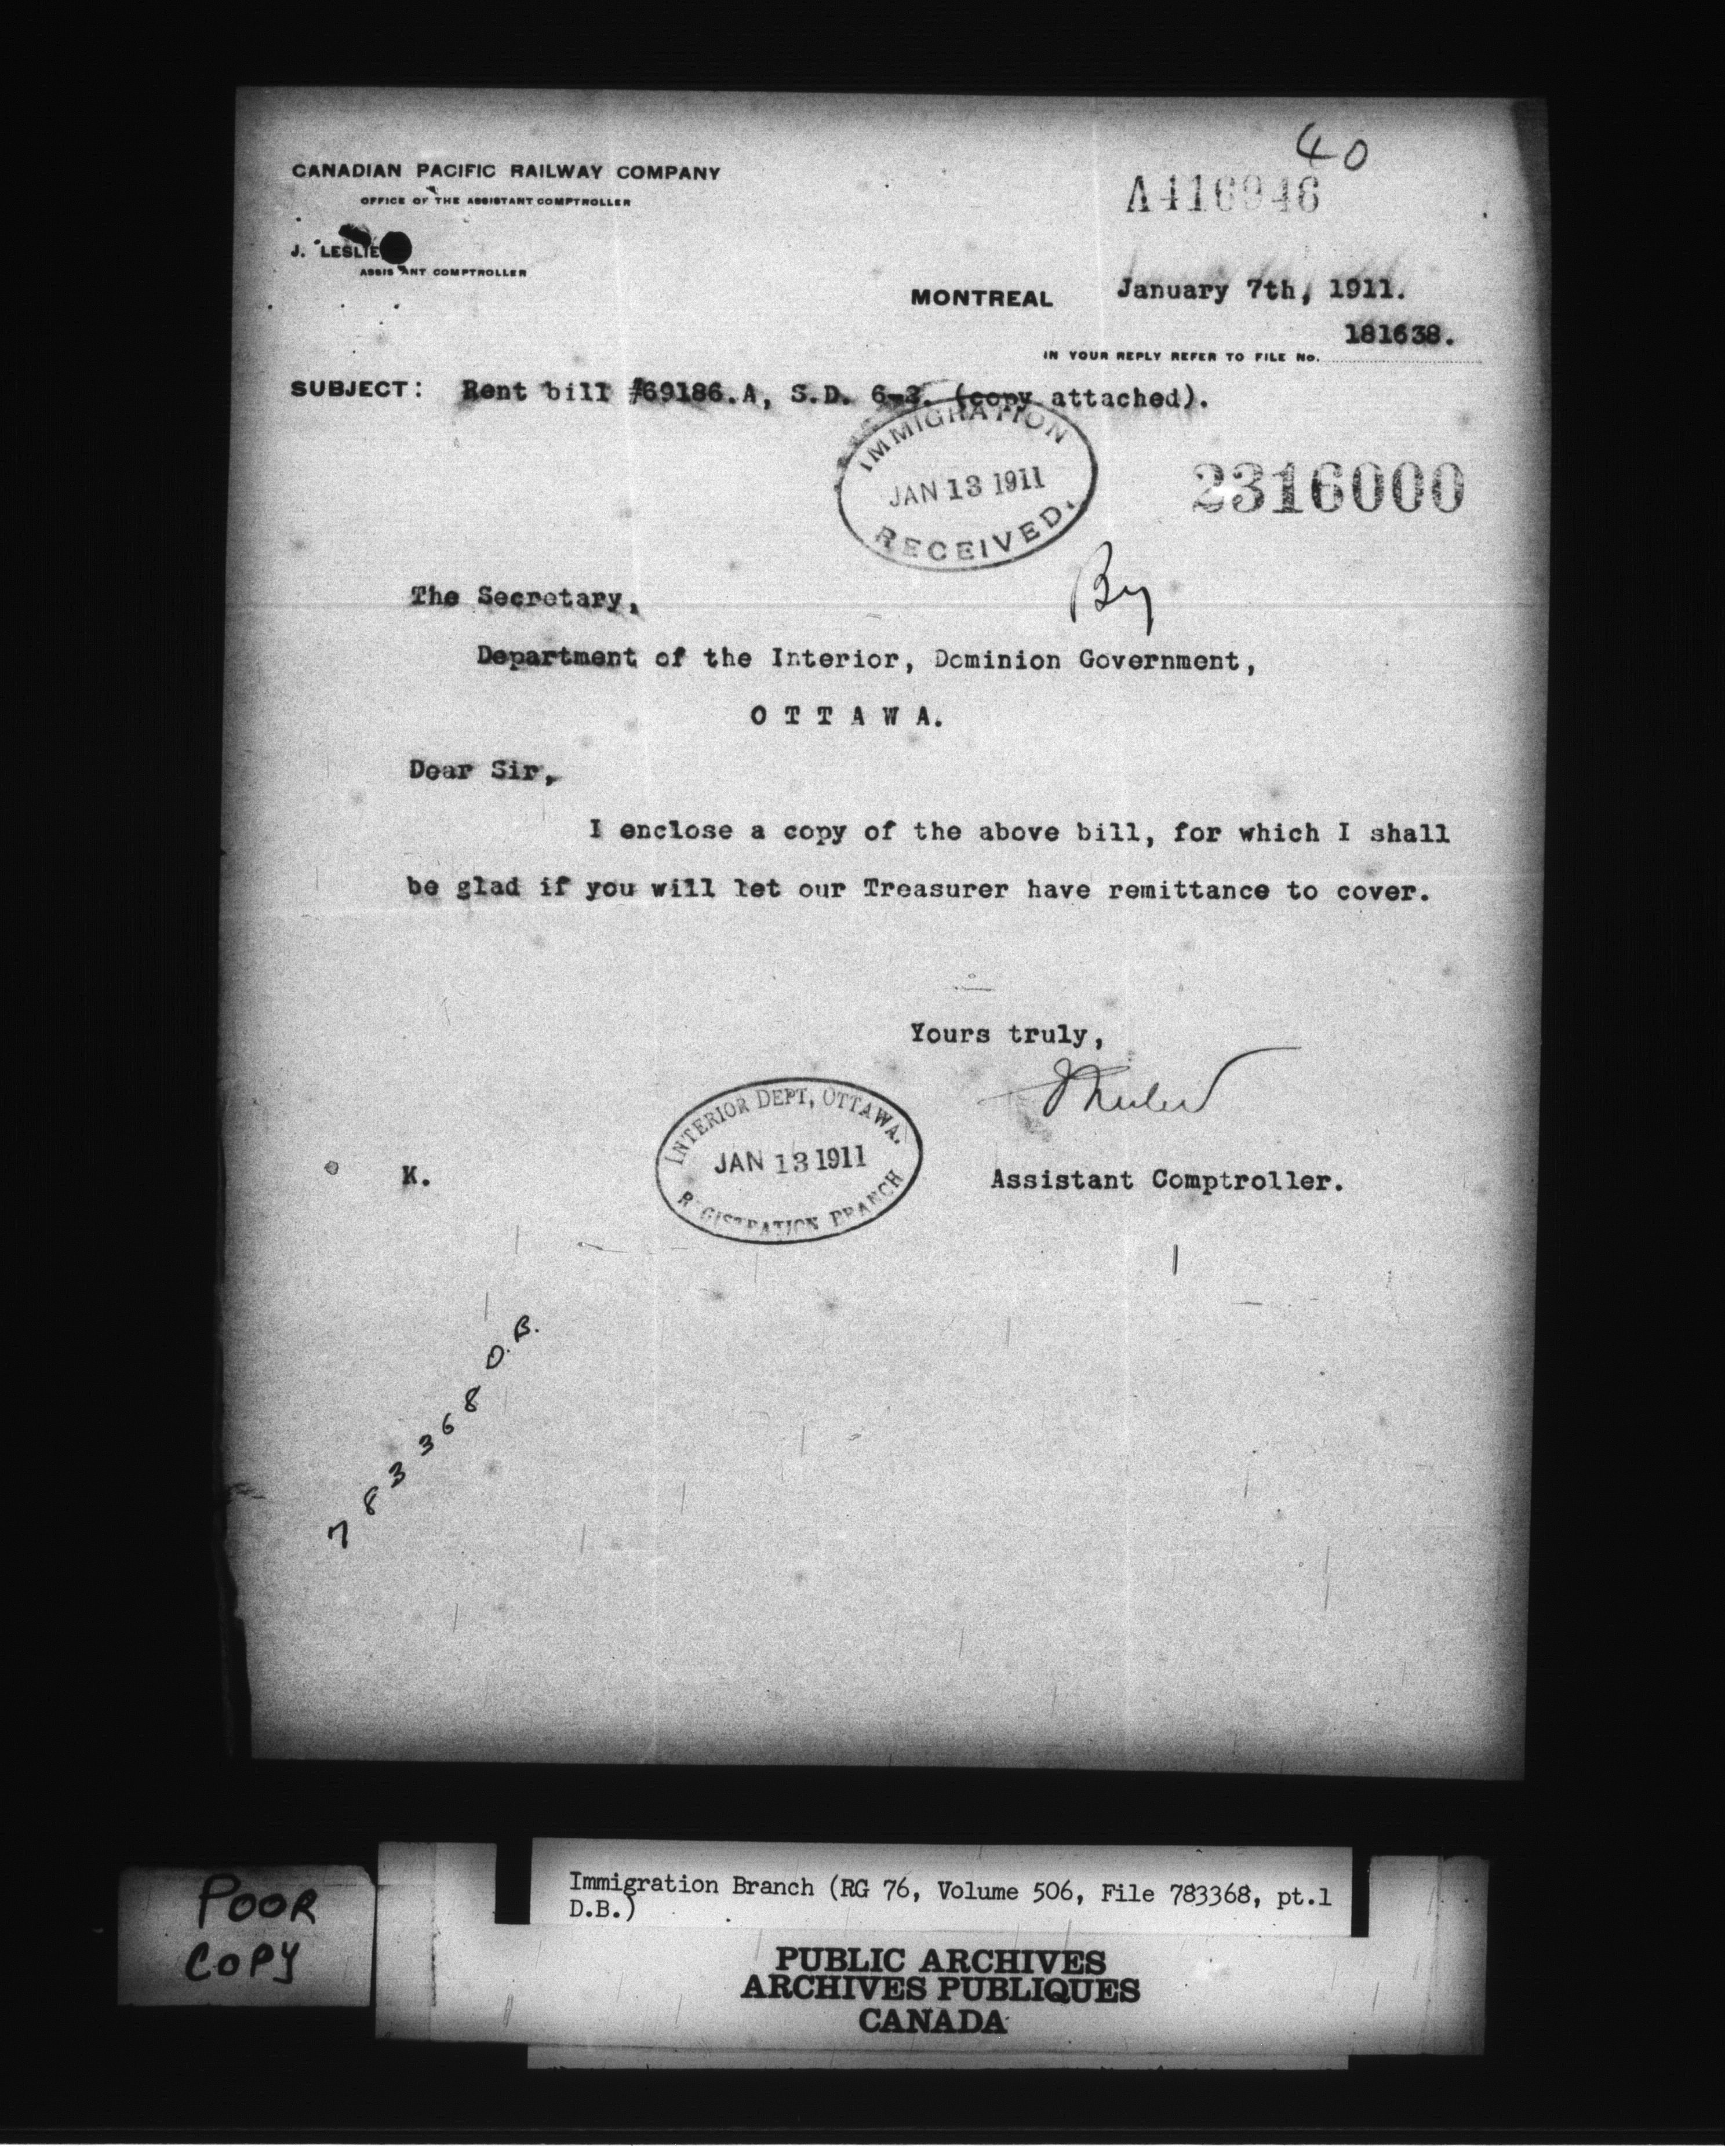 40
CANADIAN PACIFIC RAILWAY COMPANY
OFFICE OF THE ASSISTANT COMPTROLLER
A416946
J. LESLIE
ASSISTANT COMPTROLLER
MONTREAL January 7th, 1911.
181638.
IN YOUR REPLY REFER TO FILE No.
SUBJECT: Rent bill #69186.A, S.D. 6-3. (copy attached).
IMMIGRATION
JAN 13 1911
RECEIVED.
2316000
The Secretary,
Department of the Interior, Dominion Government,
O T T A W A.
Dear Sir,
I enclose a copy of the above bill, for which I shall
be glad if you will let our Treasurer have remittance to cover.
Yours truly,
INTERIOR DEPT, OTTAWA.
JAN 13 1911
REGISTRATION BRANCH
K.
Assistant Comptroller.
783368 D.B.
POOR
COPY
Immigration Branch (RG 76, Volume 506, File 783368, pt.1
D.B.)
PUBLIC ARCHIVES
ARCHIVES PUBLIQUES
CANADA